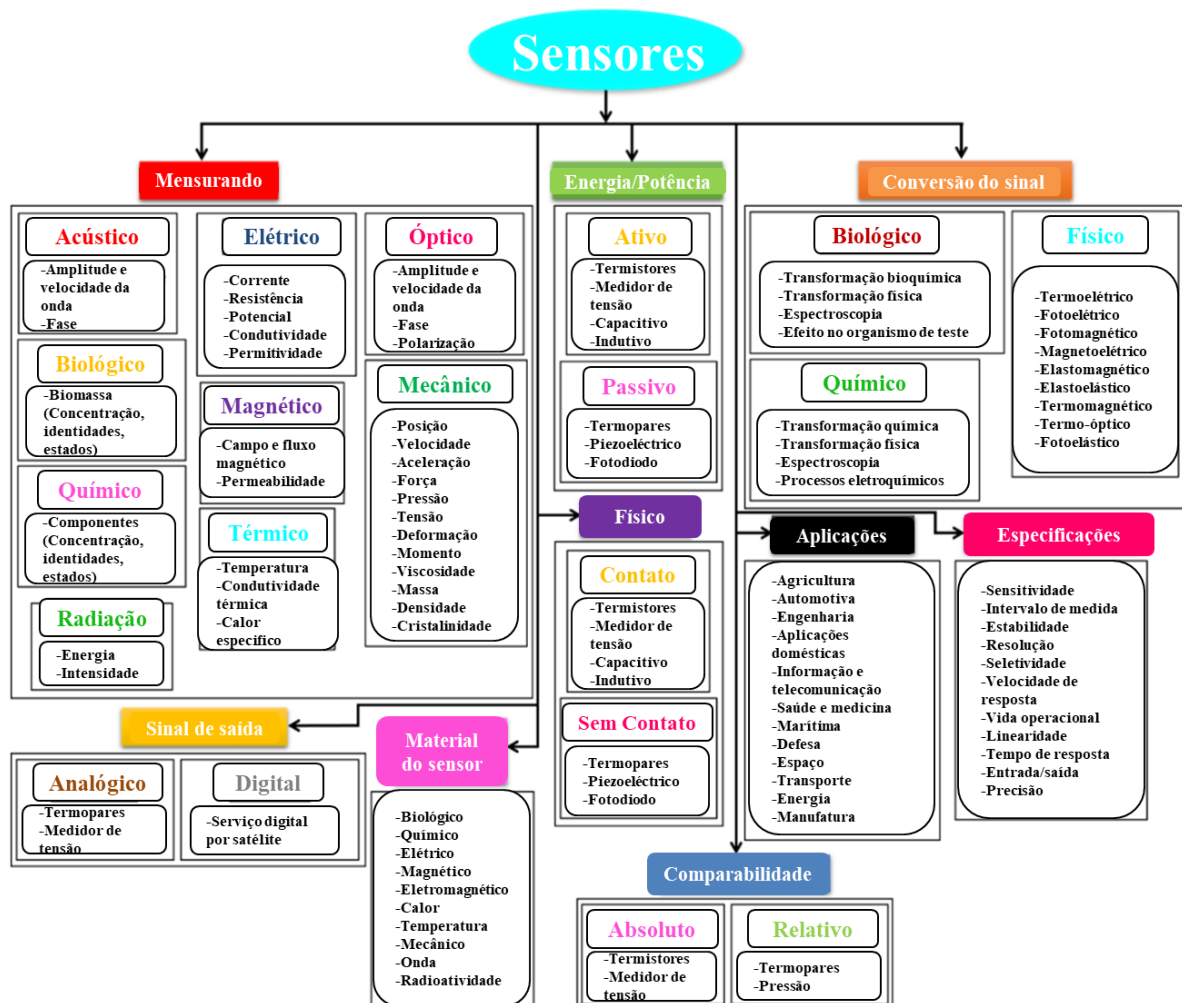 Sensores
Mensurando
Acústico
-Amplitude e
velocidade da
onda
-Fase
Biológico
-Biomassa
(Concentração,
identidades,
estados)
Químico
-Componentes
(Concentração,
identidades,
estados)
Radiação
-Energia
-Intensidade
Elétrico
-Corrente
-Resistência
-Potencial
-Condutividade
-Permitividade
Magnético
-Campo e fluxo
magnético
-Permeabilidade
Térmico
-Temperatura
-Condutividade
térmica
-Calor
especifico
Óptico
-Amplitude e
velocidade da
onda
-Fase
-Polarização
Mecânico
-Posição
-Velocidade
-Aceleração
-Força
-Pressão
-Tensão
-Deformação
-Momento
-Viscosidade
-Massa
-Densidade
-Cristalinidade
Energia/Potência
Ativo
-Termistores
-Medidor de
tensão
-Capacitivo
-Indutivo
Passivo
-Termopares
-Piezoeléctrico
-Fotodiodo
Conversão do sinal
Biológico
-Transformação bioquímica
-Transformação física
-Espectroscopia
-Efeito no organismo de teste
Químico
-Transformação química
-Transformação física
-Espectroscopia
-Processos eletroquímicos
Físico
-Termoelétrico
-Fotoelétrico
-Fotomagnético
-Magnetoelétrico
-Elastomagnético
-Elastoelástico
-Termomagnético
-Termo-óptico
-Fotoelástico
Físico
Contato
-Termistores
-Medidor de
tensão
-Capacitivo
-Indutivo
Sem Contato
-Termopares
-Piezoeléctrico
-Fotodiodo
Aplicações
-Agricultura
-Automotiva
-Engenharia
-Aplicações
domésticas
-Informação e
telecomunicação
-Saúde e medicina
-Marítima
-Defesa
-Espaço
-Transporte
-Energia
-Manufatura
Especificações
-Sensitividade
-Intervalo de medida
-Estabilidade
-Resolução
-Seletividade
-Velocidade de
resposta
-Vida operacional
-Linearidade
-Tempo de resposta
-Entrada/saída
-Precisão
Sinal de saída
Analógico
-Termopares
-Medidor de
tensão
Digital
-Serviço digital
por satélite
Material
do sensor
-Biológico
-Químico
-Elétrico
-Magnético
-Eletromagnético
-Calor
-Temperatura
-Mecânico
-Onda
-Radioatividade
Comparabilidade
Absoluto
-Termistores
-Medidor de
tensão
Relativo
-Termopares
-Pressão